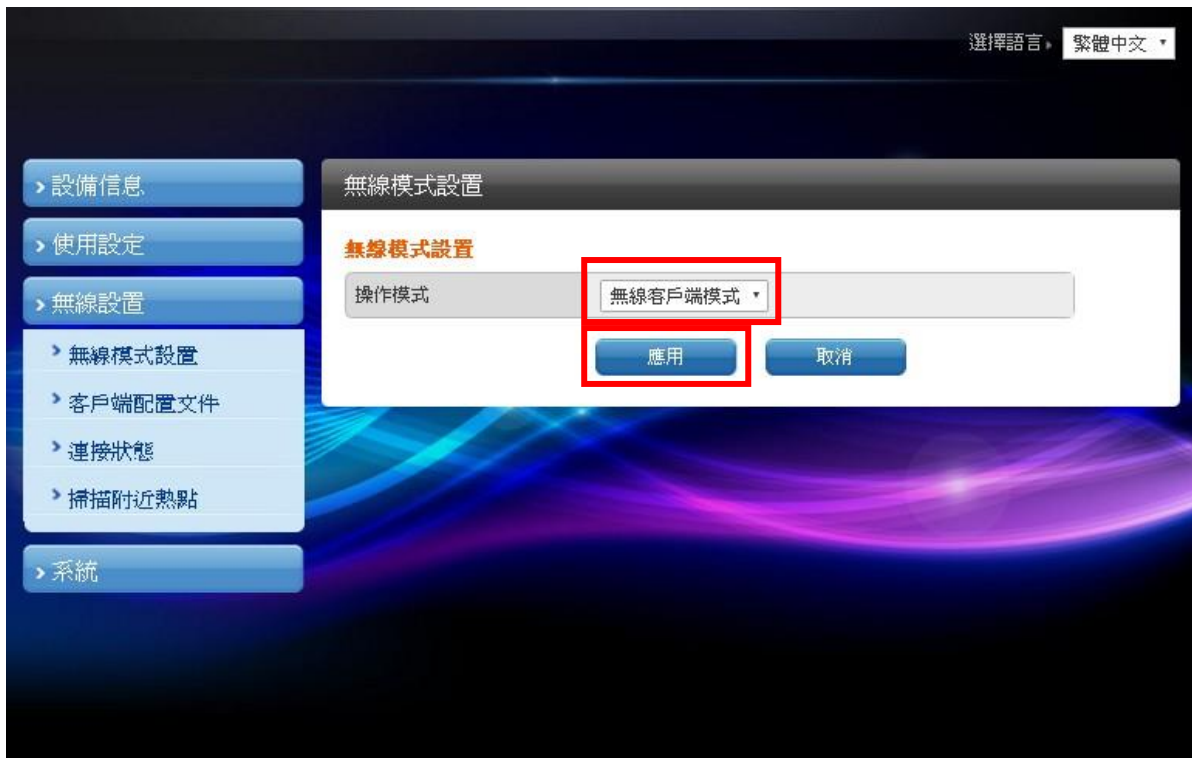 選擇語言 繁體中文
設備信息
使用設定
無線設置
無線模式設置
客戶端配置文件
連接狀態
掃描附近熱點
系統
無線模式設置
無線模式設置
操作模式 無線客戶端模式
應用 取消